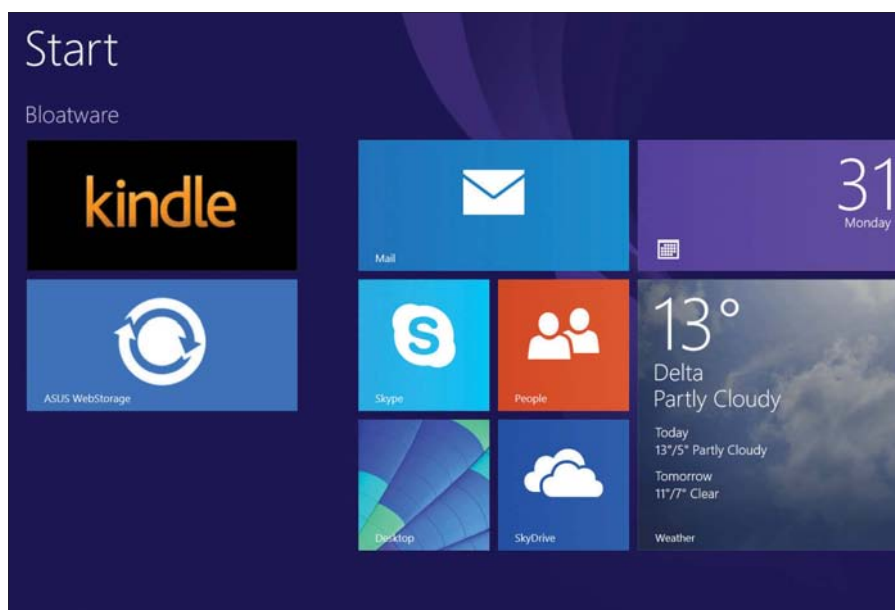 Start
Bloatware
kindle
ASUS WebStorage
Mail
31
Monday
S
Skype
People
Desktop
SkyDrive
13°
Delta
Partly Cloudy
Today
13°/5° Partly Cloudy
Tomorrow
11°/7° Clear
Weather